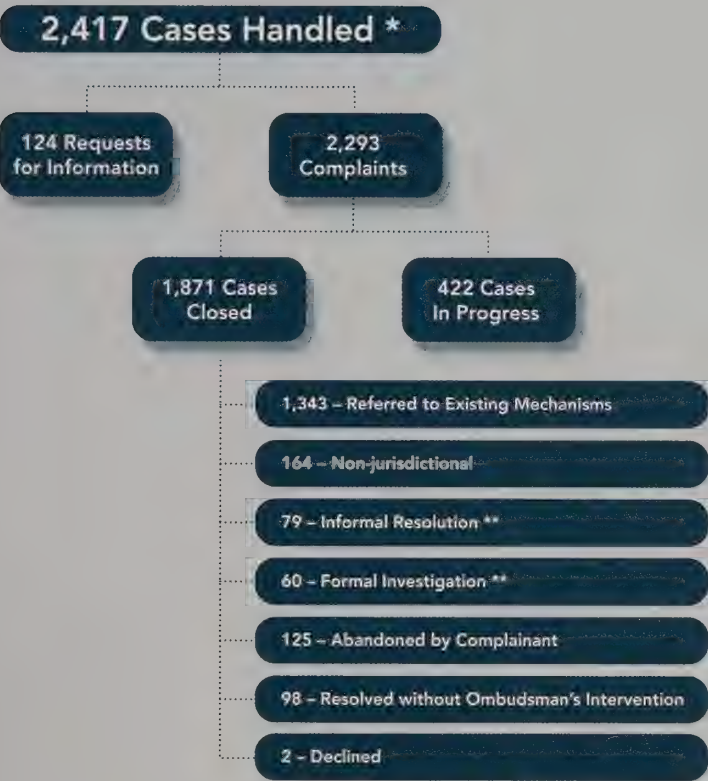 2,417 Cases Handled *
124 Requests
for Information
2,293
Complaints
1,871 Cases
Closed
422 Cases
In Progress
1,343 – Referred to Existing Mechanisms
164 – Non-jurisdictional
79 – Informal Resolution **
60 – Formal Investigation **
125 – Abandoned by Complainant
98 – Resolved without Ombudsman's Intervention
2 – Declined